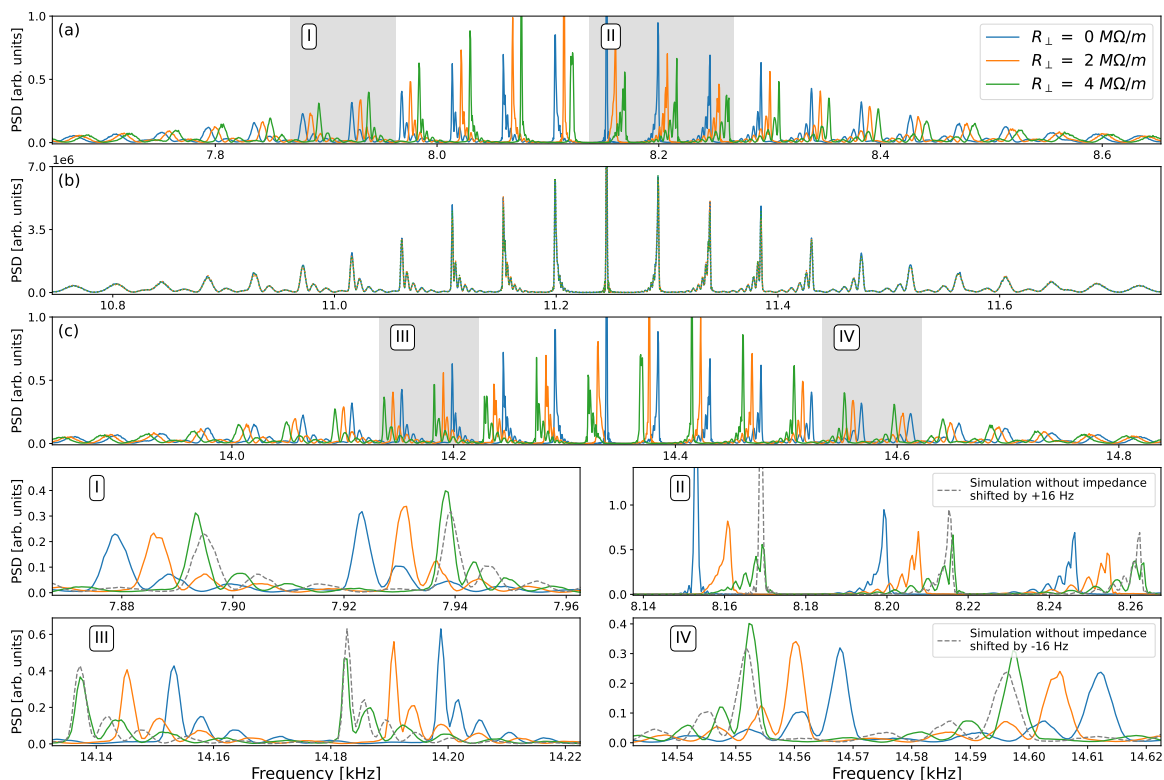 (a)
I
II
R⊥ = 0 MΩ/m
R⊥ = 2 MΩ/m
R⊥ = 4 MΩ/m
PSD [arb. units]
1.0
0.5
0.0
7.8 8.0 8.2 8.4 8.6
1e6
(b)
PSD [arb. units]
7.0
3.5
0.0
10.8 11.0 11.2 11.4 11.6
(c)
III
IV
PSD [arb. units]
1.0
0.5
0.0
14.0 14.2 14.4 14.6 14.8
I
PSD [arb. units]
0.4
0.3
0.2
0.1
0.0
7.88 7.90 7.92 7.94 7.96
II
Simulation without impedance
shifted by +16 Hz
1.0
0.5
0.0
8.14 8.16 8.18 8.20 8.22 8.24 8.26
III
PSD [arb. units]
0.6
0.4
0.2
0.0
14.14 14.16 14.18 14.20 14.22
Frequency [kHz]
IV
Simulation without impedance
shifted by -16 Hz
0.4
0.3
0.2
0.1
0.0
14.54 14.55 14.56 14.57 14.58 14.59 14.60 14.61 14.62
Frequency [kHz]